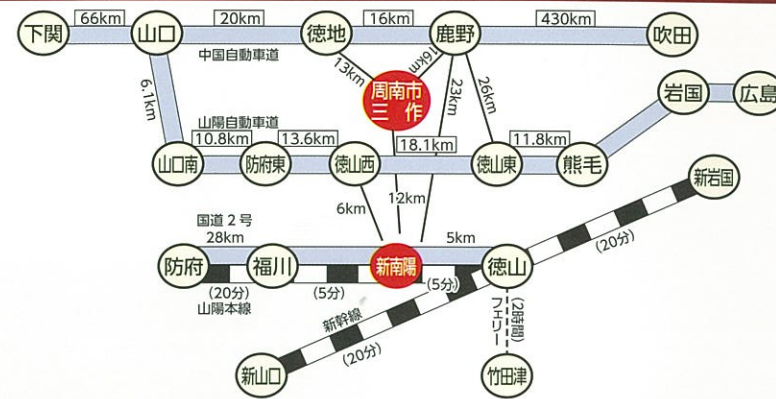 66km
20km
16km
430km
下関
山口
徳地
鹿野
吹田
中国自動車道
13km
16km
周南市
三作
23km
26km
6.1km
岩国
広島
山陽自動車道
10.8km
13.6km
18.1km
11.8km
山口南
防府東
徳山西
徳山東
熊毛
新岩国
6km
12km
国道2号
28km
5km
(20分)
防府
福川
新南陽
徳山
(20分)
(5分)
(5分)
山陽本線
新幹線
(20分)
(2時間)
フェリー
新山口
竹田津